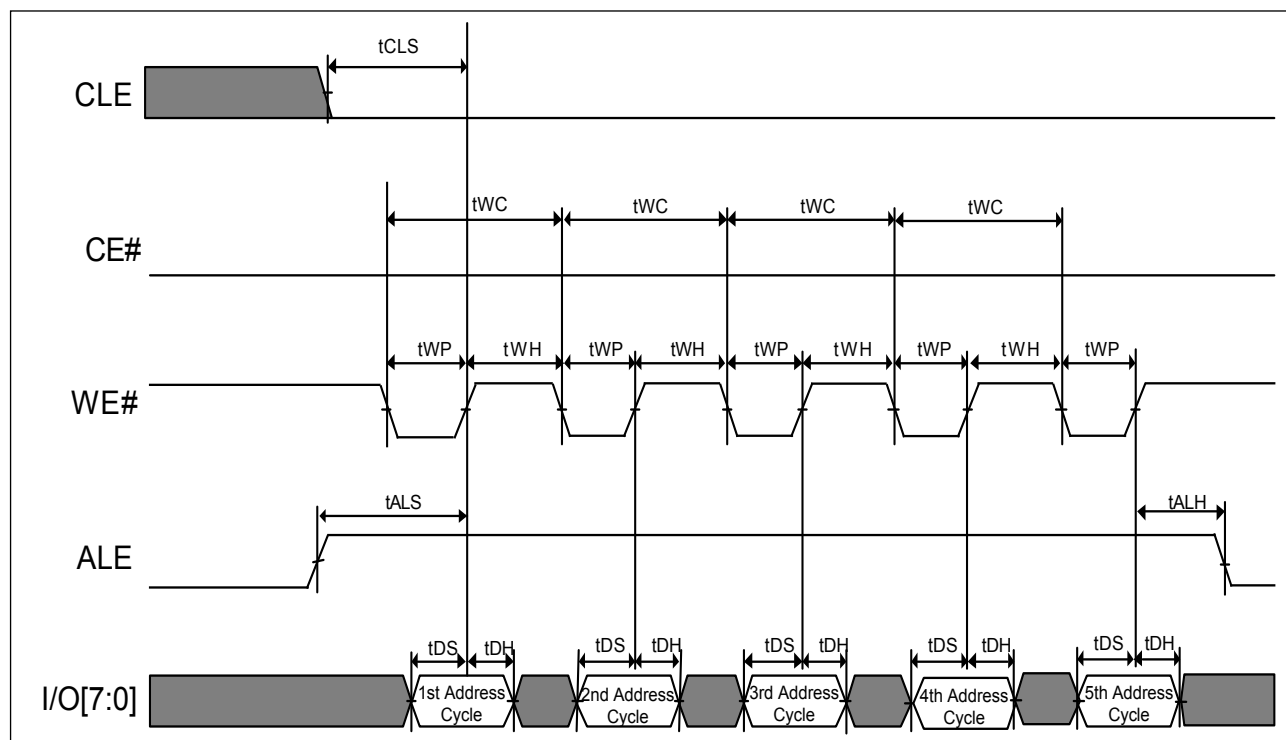 tCLS
CLE
tWC tWC tWC tWC
CE#
tWP tWH tWP tWH tWP tWH tWP tWH tWP
WE#
tALS tALH
ALE
tDS tDH tDS tDH tDS tDH tDS tDH tDS tDH
I/O[7:0]
1st Address
Cycle
2nd Address
Cycle
3rd Address
Cycle
4th Address
Cycle
5th Address
Cycle